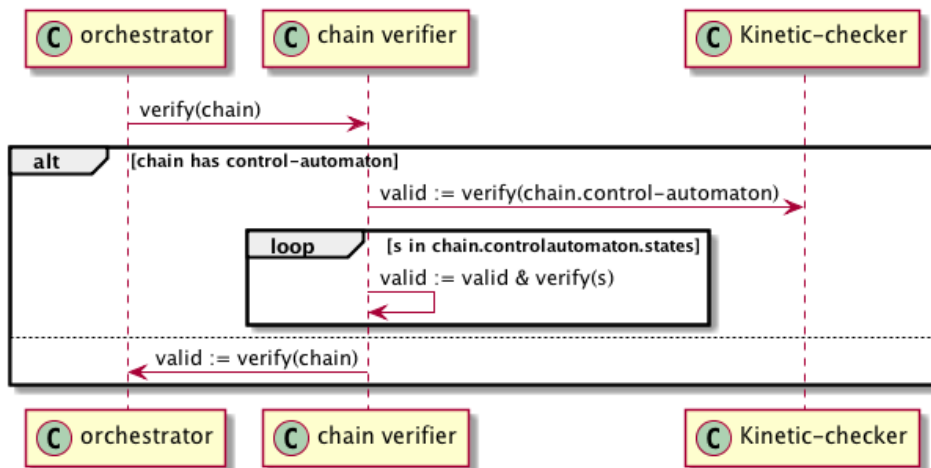 C orchestrator C chain verifier C Kinetic-checker
verify(chain)
alt [chain has control-automaton]
valid := verify(chain.control-automaton)
loop [s in chain.controlautomaton.states]
valid := valid & verify(s)
valid := verify(chain)
C orchestrator C chain verifier C Kinetic-checker